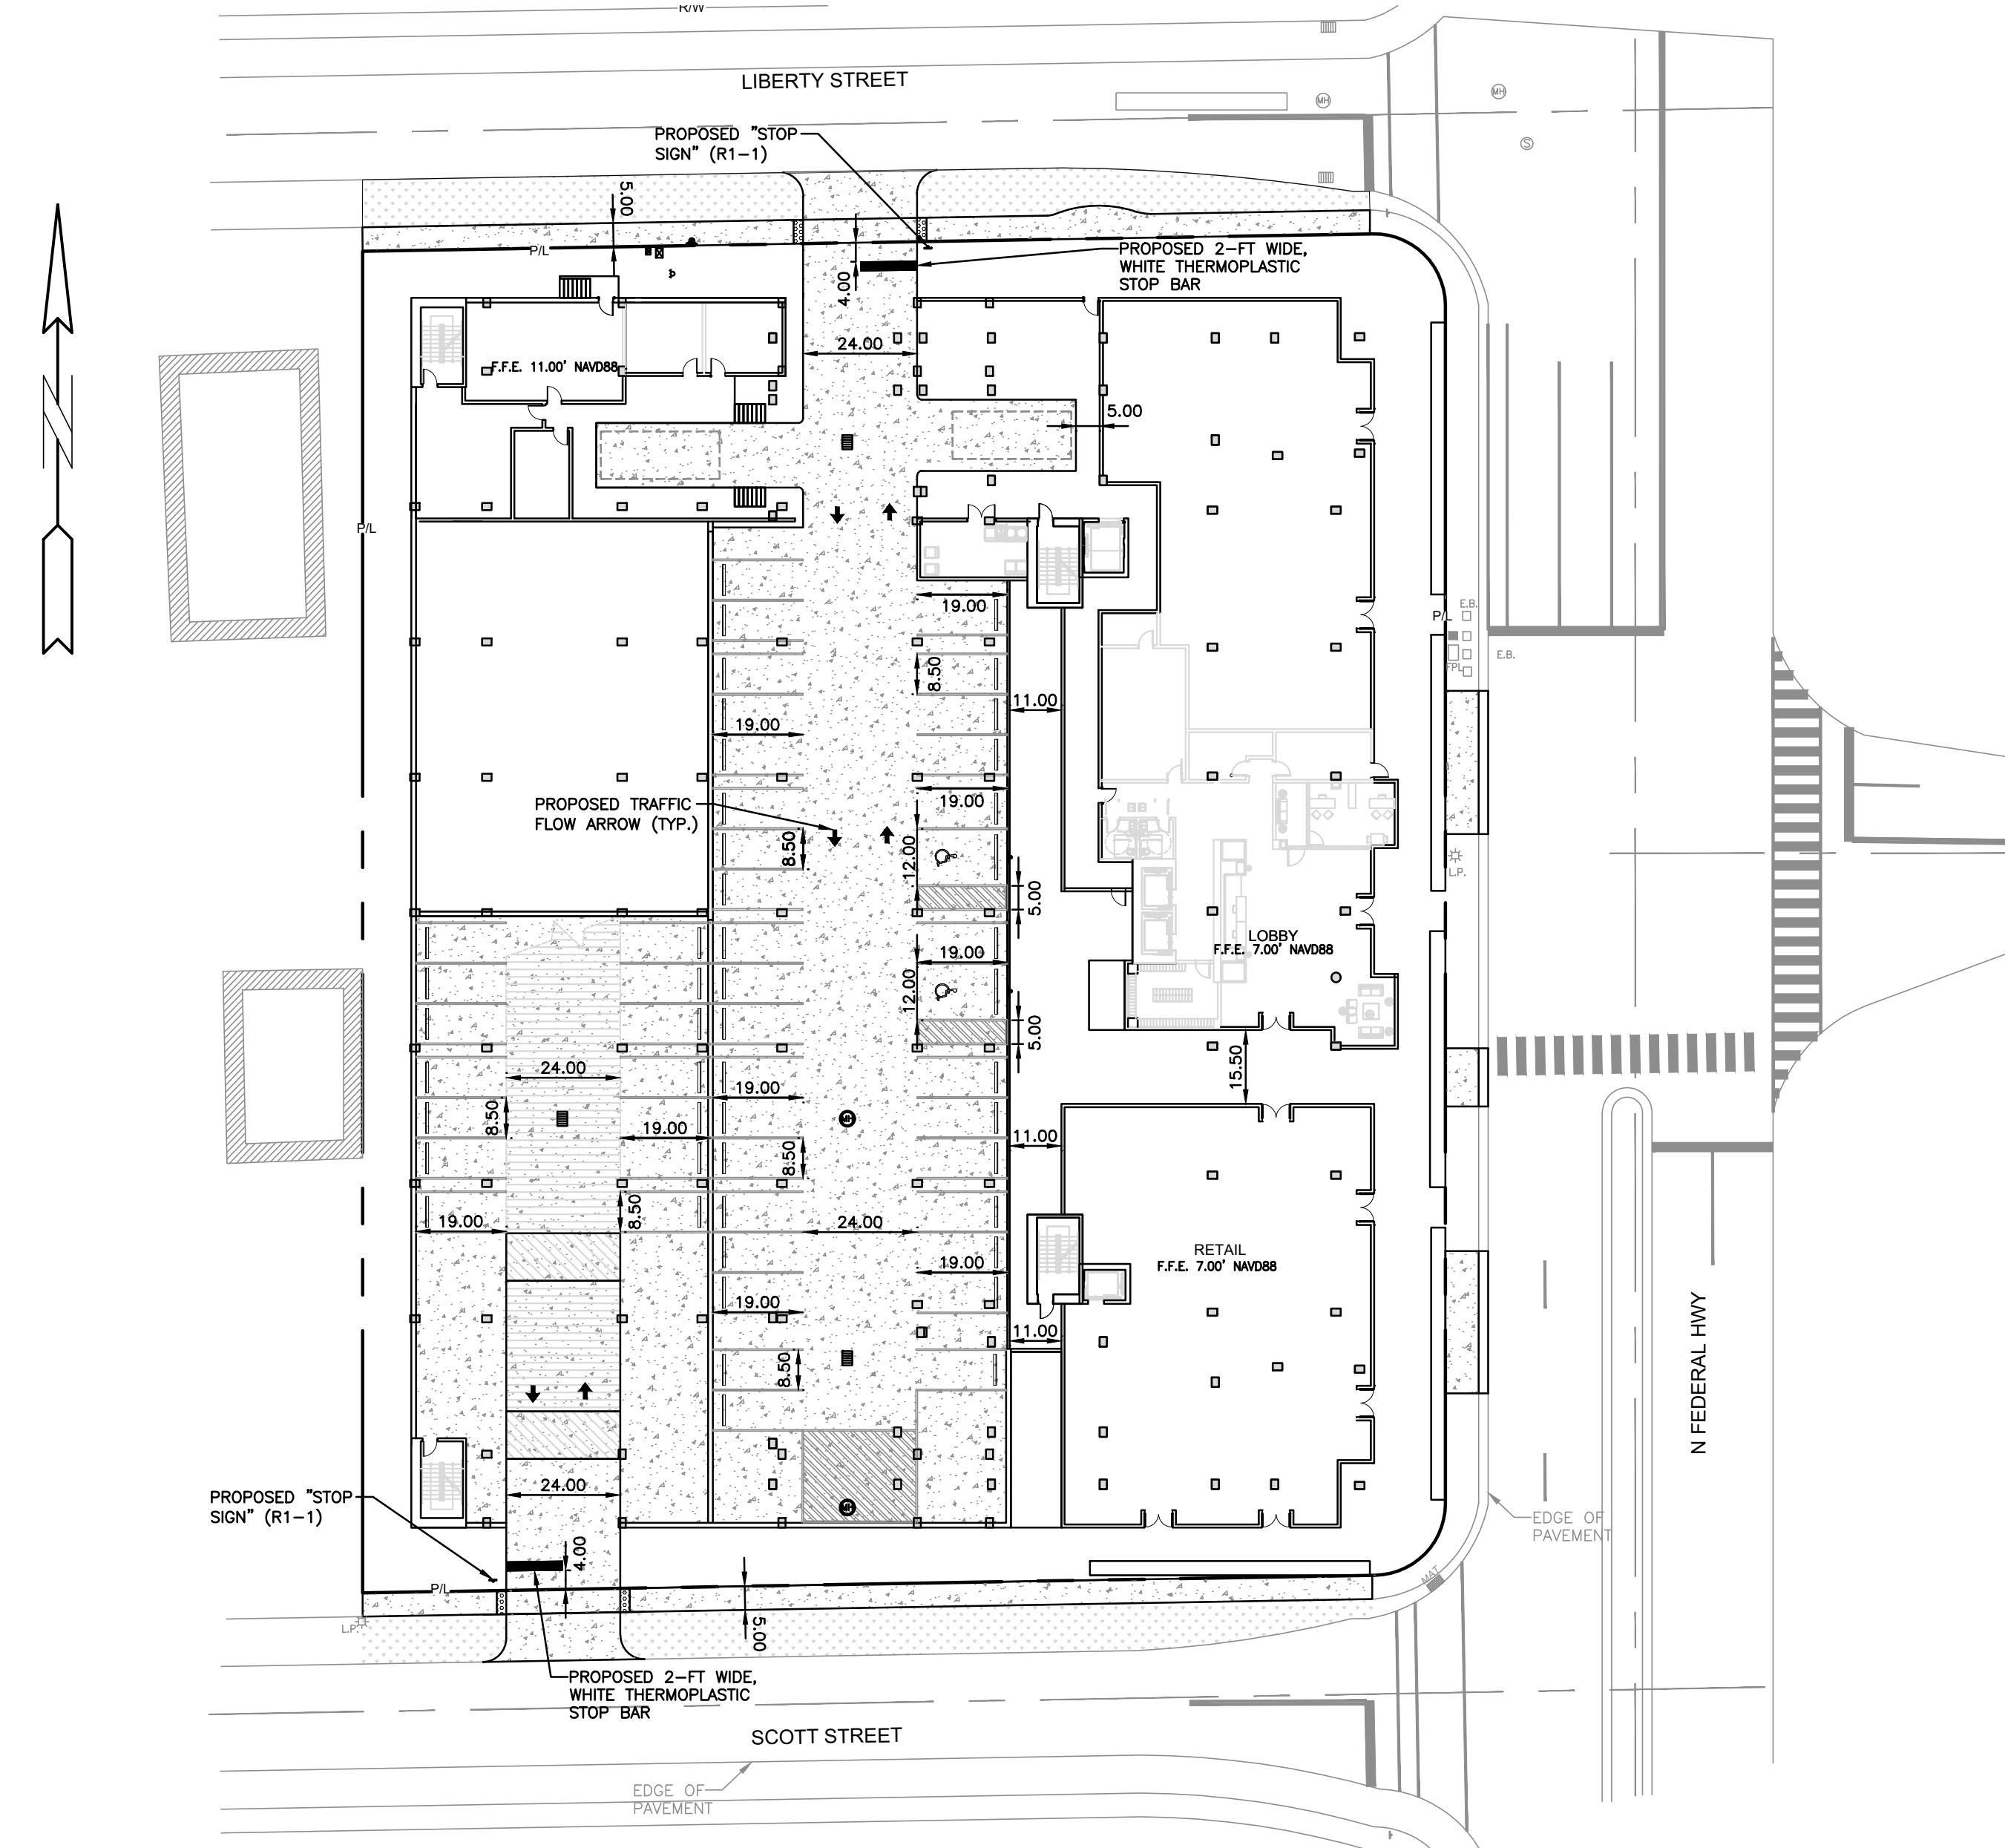 R/W
LIBERTY STREET
MH
MH
S
PROPOSED "STOP
SIGN" (R1-1)
5.00
P/L
4.00
PROPOSED 2-FT WIDE,
WHITE THERMOPLASTIC
STOP BAR
24.00
F.F.E. 11.00' NAVD88
5.00
P/L
19.00
E.B.
P/L
E.B.
FPL
8.50
11.00
19.00
19.00
PROPOSED TRAFFIC
FLOW ARROW (TYP.)
8.50
12.00
5.00
L.P.
LOBBY
F.F.E. 7.00' NAVD88
19.00
12.00
5.00
15.50
24.00
19.00
8.50
MH
19.00
8.50
11.00
19.00
8.50
24.00
RETAIL
F.F.E. 7.00' NAVD88
19.00
19.00
11.00
8.50
N FEDERAL HWY
24.00
MH
PROPOSED "STOP
SIGN" (R1-1)
4.00
EDGE OF
PAVEMENT
P/L
MAT
L.P.
5.00
PROPOSED 2-FT WIDE,
WHITE THERMOPLASTIC
STOP BAR
SCOTT STREET
EDGE OF
PAVEMENT